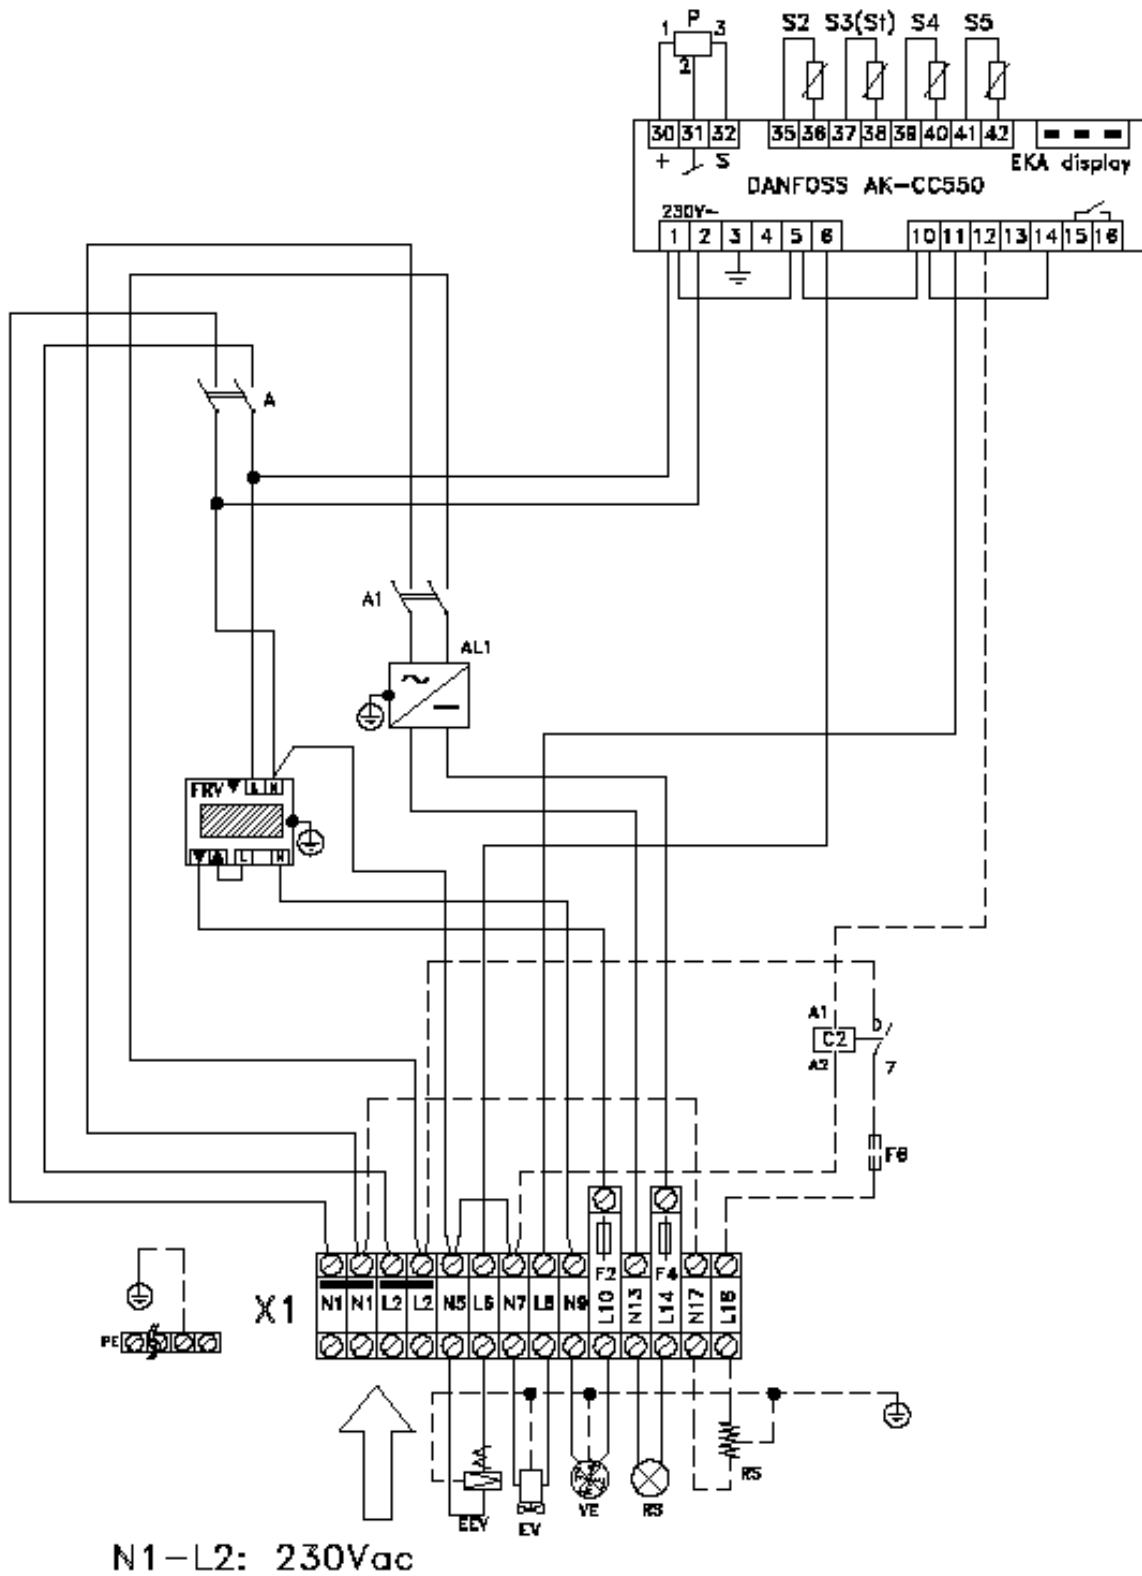 P
1 3
2
S2 S3(St) S4 S5
30 31 32 35 36 37 38 39 40 41 42
+ S EKA display
DANFOSS AK-CC550
230V~
1 2 3 4 5 6 10 11 12 13 14 15 16
A
A1
AL1
FRV
N
L N
A1
C2
A2 7
F6
F2 F4
X1 N1 N1 L2 L2 N5 L6 N7 L8 N9 L10 N13 L14 N17 L18
PE
EEV EV VE RS RS
N1-L2: 230Vac